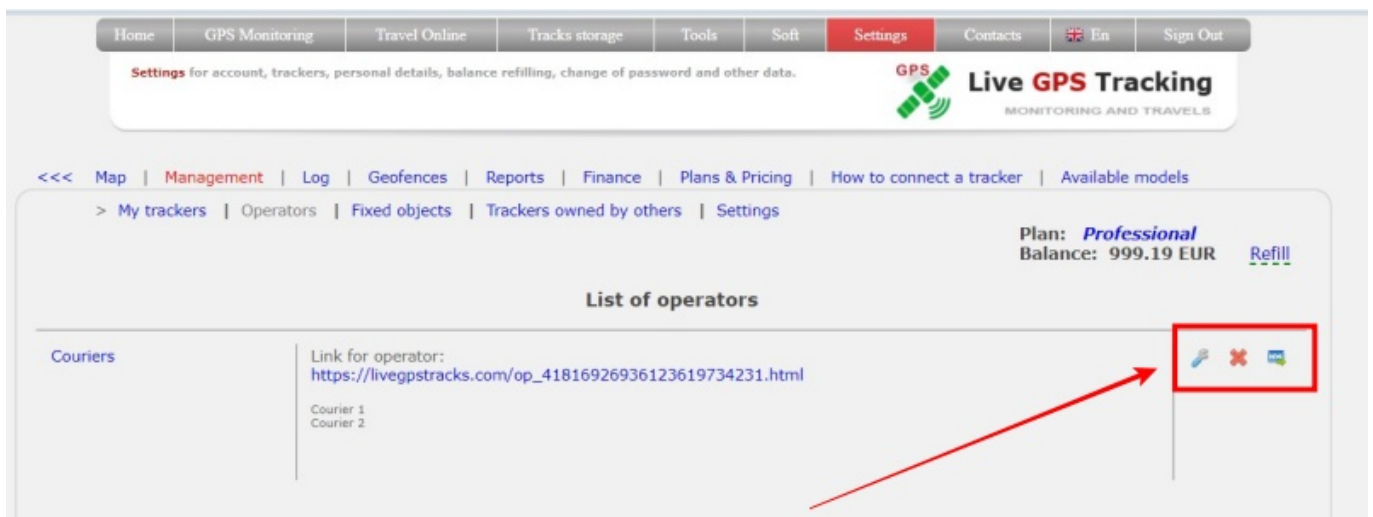 Home GPS Monitoring Travel Online Tracks storage Tools Soft Settings Contacts En Sign Out
Settings for account, trackers, personal details, balance refilling, change of password and other data.
GPS
Live GPS Tracking
MONITORING AND TRAVELS
<<< Map | Management | Log | Geofences | Reports | Finance | Plans & Pricing | How to connect a tracker | Available models
> My trackers | Operators | Fixed objects | Trackers owned by others | Settings
Plan: Professional
Balance: 999.19 EUR Refill
List of operators
Couriers
Link for operator:
https://livegpstracks.com/op_41816926936123619734231.html
Courier 1
Courier 2